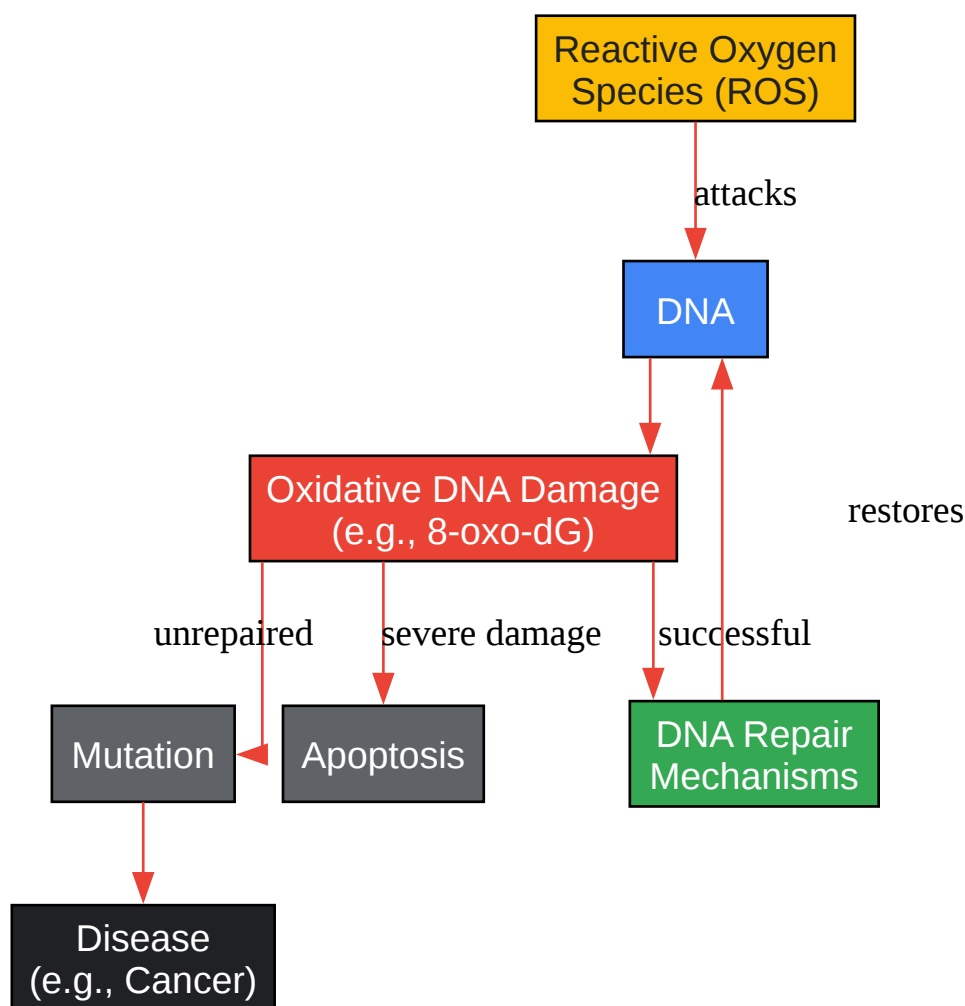 Reactive Oxygen
Species (ROS)
attacks
DNA
Oxidative DNA Damage
(e.g., 8-oxo-dG)
restores
unrepaired
severe damage
successful
Mutation
Apoptosis
DNA Repair
Mechanisms
Disease
(e.g., Cancer)